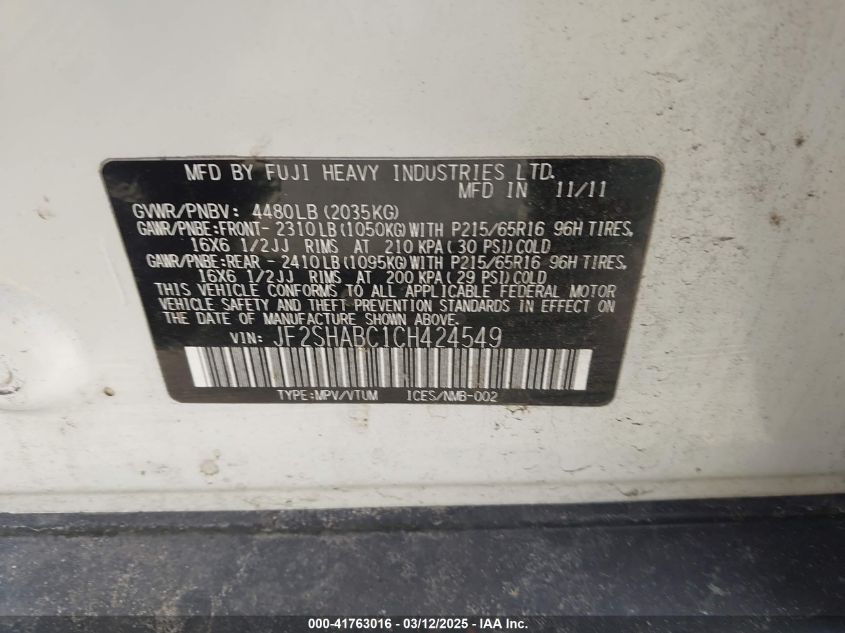 MFD BY FUJI HEAVY INDUSTRIES LTD.
MFD IN 11/11
GVWR/PNBV: 4480LB(2035KG)
GAWR/PNBE:FRONT- 2310LB(1050KG)WITH P215/65R16 96H TIRES,
16X6 1/2JJ RIMS AT 210 KPA(30 PSI)COLD
GAWR/PNBE:REAR - 2410LB(1095KG)WITH P215/65R16 96H TIRES,
16X6 1/2JJ RIMS AT 200 KPA(29 PSI)COLD
THIS VEHICLE CONFORMS TO ALL APPLICABLE FEDERAL MOTOR
VEHICLE SAFETY AND THEFT PREVENTION STANDARDS IN EFFECT ON
THE DATE OF MANUFACTURE SHOWN ABOVE.
VIN: JF2SHABC1CH424549
TYPE:MPV/VTUM ICES/NMB-002
000-41763016 - 03/12/2025 - IAA Inc.